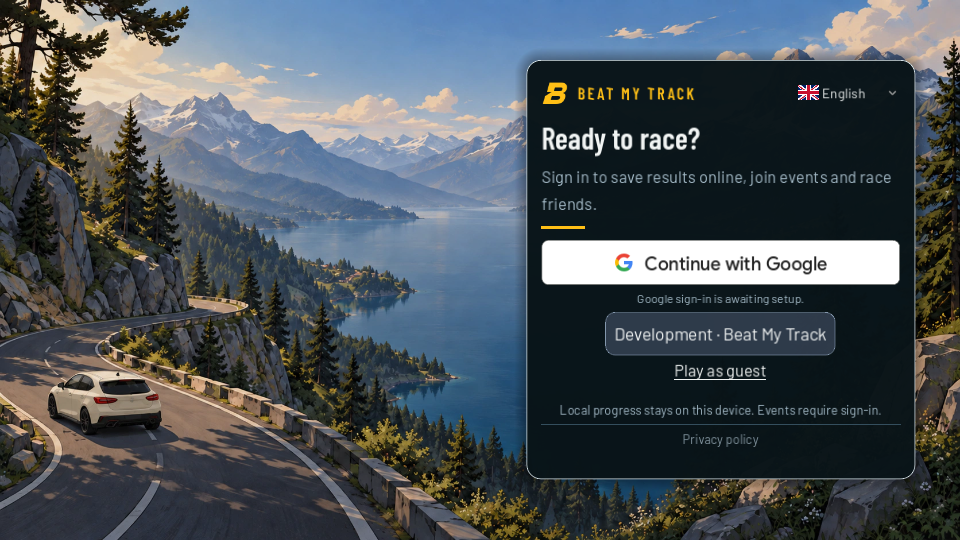 BEAT MY TRACK
English
Ready to race?
Sign in to save results online, join events and race
friends.
Continue with Google
Google sign-in is awaiting setup.
Development · Beat My Track
Play as guest
Local progress stays on this device. Events require sign-in.
Privacy policy